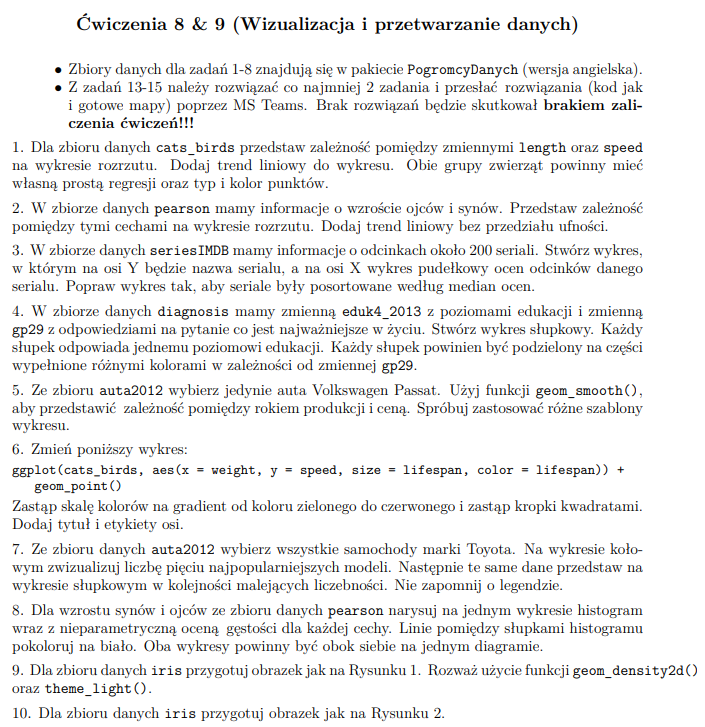 Ćwiczenia 8 & 9 (Wizualizacja i przetwarzanie danych)
• Zbiory danych dla zadań 1-8 znajdują się w pakiecie PogromcyDanych (wersja angielska).
• Z zadań 13-15 należy rozwiązać co najmniej 2 zadania i przesłać rozwiązania (kod jak
i gotowe mapy) poprzez MS Teams. Brak rozwiązań będzie skutkował brakiem zali-
czenia ćwiczeń!!!
1. Dla zbioru danych cats_birds przedstaw zależność pomiędzy zmiennymi length oraz speed
na wykresie rozrzutu. Dodaj trend liniowy do wykresu. Obie grupy zwierząt powinny mieć
własną prostą regresji oraz typ i kolor punktów.
2. W zbiorze danych pearson mamy informacje o wzroście ojców i synów. Przedstaw zależność
pomiędzy tymi cechami na wykresie rozrzutu. Dodaj trend liniowy bez przedziału ufności.
3. W zbiorze danych seriesIMDB mamy informacje o odcinkach około 200 seriali. Stwórz wykres,
w którym na osi Y będzie nazwa serialu, a na osi X wykres pudełkowy ocen odcinków danego
serialu. Popraw wykres tak, aby seriale były posortowane według median ocen.
4. W zbiorze danych diagnosis mamy zmienną eduk4_2013 z poziomami edukacji i zmienną
gp29 z odpowiedziami na pytanie co jest najważniejsze w życiu. Stwórz wykres słupkowy. Każdy
słupek odpowiada jednemu poziomowi edukacji. Każdy słupek powinien być podzielony na części
wypełnione różnymi kolorami w zależności od zmiennej gp29.
5. Ze zbioru auta2012 wybierz jedynie auta Volkswagen Passat. Użyj funkcji geom_smooth(),
aby przedstawić zależność pomiędzy rokiem produkcji i ceną. Spróbuj zastosować różne szablony
wykresu.
6. Zmień poniższy wykres:
ggplot(cats_birds, aes(x = weight, y = speed, size = lifespan, color = lifespan)) +
geom_point()
Zastąp skalę kolorów na gradient od koloru zielonego do czerwonego i zastąp kropki kwadratami.
Dodaj tytuł i etykiety osi.
7. Ze zbioru danych auta2012 wybierz wszystkie samochody marki Toyota. Na wykresie koło-
wym zwizualizuj liczbę pięciu najpopularniejszych modeli. Następnie te same dane przedstaw na
wykresie słupkowym w kolejności malejących liczebności. Nie zapomnij o legendzie.
8. Dla wzrostu synów i ojców ze zbioru danych pearson narysuj na jednym wykresie histogram
wraz z nieparametryczną oceną gęstości dla każdej cechy. Linie pomiędzy słupkami histogramu
pokoloruj na biało. Oba wykresy powinny być obok siebie na jednym diagramie.
9. Dla zbioru danych iris przygotuj obrazek jak na Rysunku 1. Rozważ użycie funkcji geom_density2d()
oraz theme_light().
10. Dla zbioru danych iris przygotuj obrazek jak na Rysunku 2.